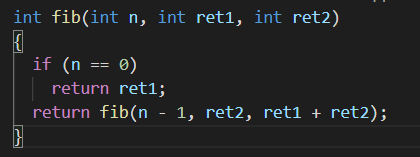 int fib(int n, int ret1, int ret2)
{
  if (n == 0)
    return ret1;
  return fib(n - 1, ret2, ret1 + ret2);
}